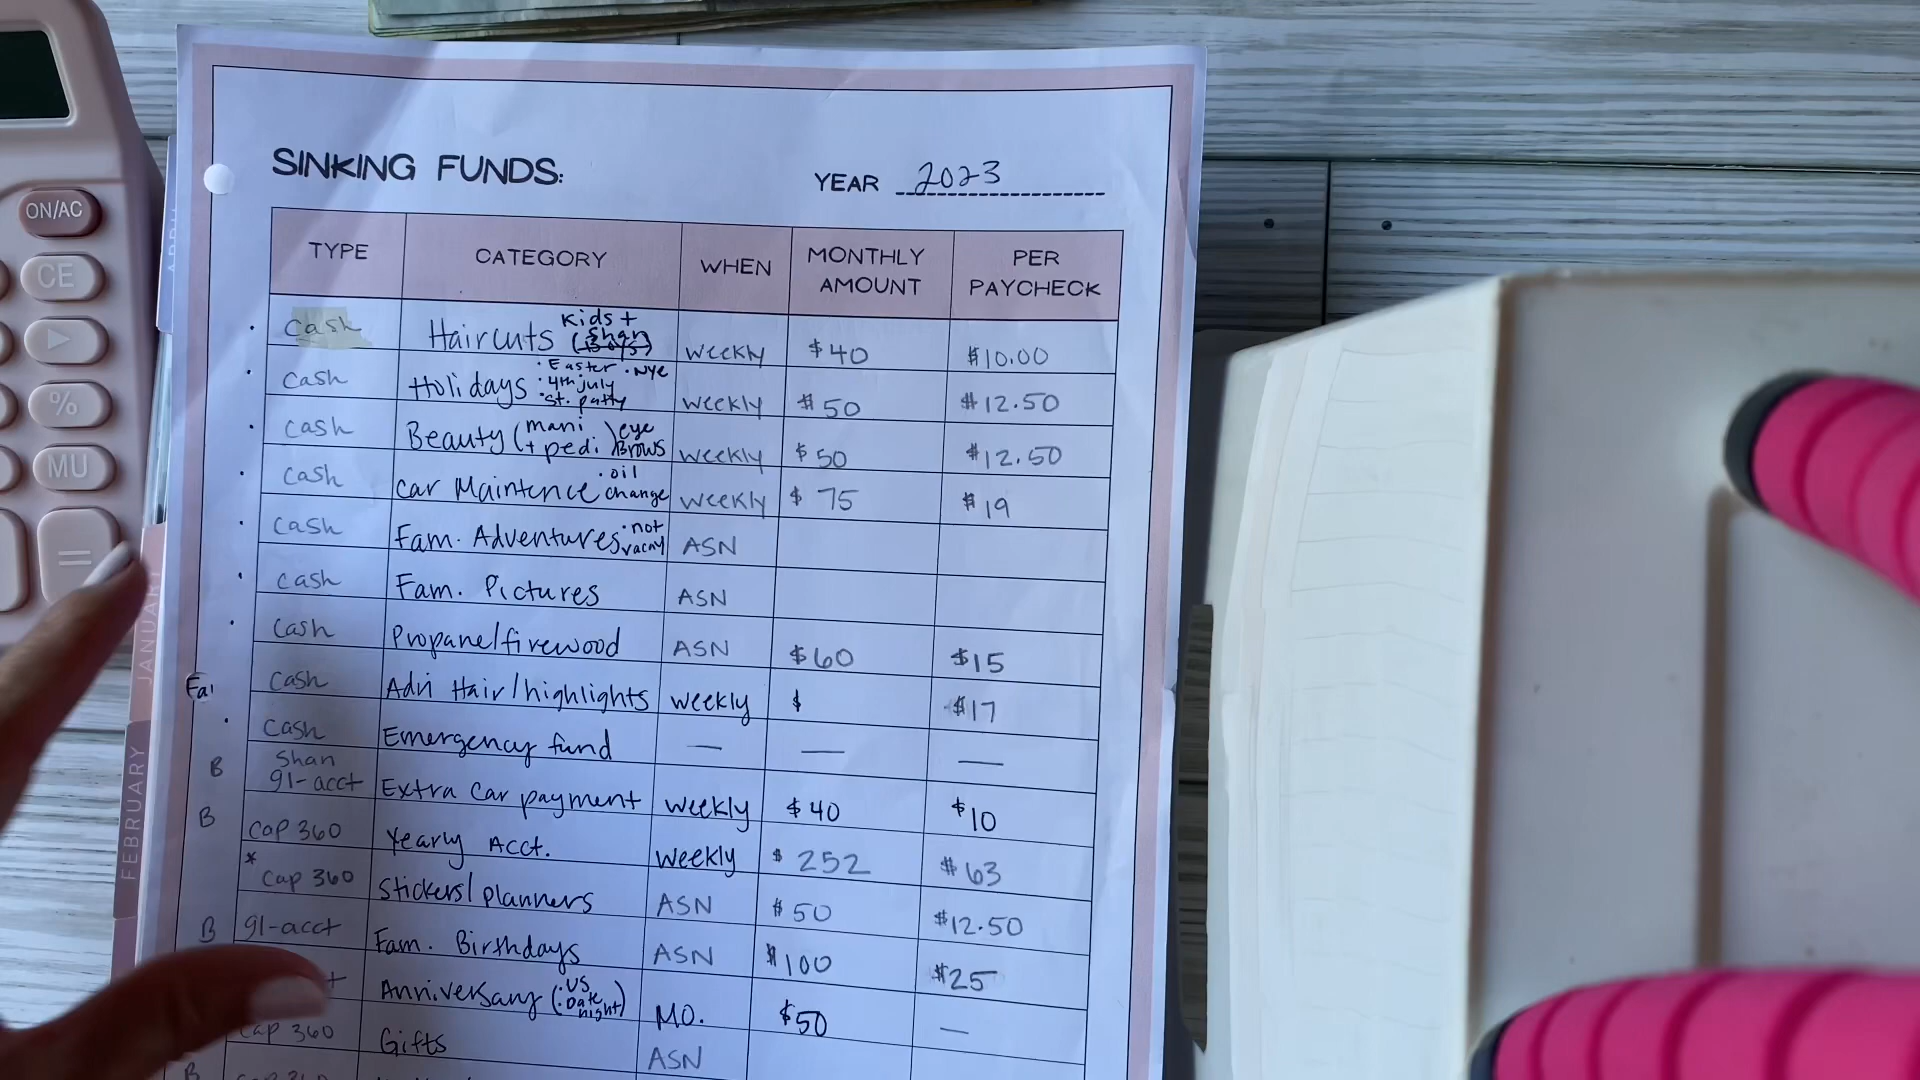 ON/AC
CE
%
MU
=
JANUARY
FEBRUARY
SINKING FUNDS:
YEAR 2023
TYPE CATEGORY WHEN MONTHLY AMOUNT PER PAYCHECK
cash Haircuts (Kids + Shan weekly $40 $10.00
cash Holidays · Easter · NYE · 4th july · st. patty weekly $50 $12.50
cash Beauty (mani + pedi) eye Brows weekly $50 $12.50
cash Car Maintence · oil change weekly $75 $19
cash Fam. Adventures · not ASN
cash Fam. Pictures ASN
cash Propane/firewood ASN $60 $15
cash Adri Hair/highlights weekly $ $17
cash Emergency fund — — —
B Shan 91-acct Extra Car payment weekly $40 $10
B Cap 360 Yearly Acct. weekly $252 $63
* Cap 360 Stickers/planners ASN $50 $12.50
B 91-acct Fam. Birthdays ASN $100 $25
Anniversary (· US · Date night) MO. $50 —
Cap 360 Gifts ASN
B